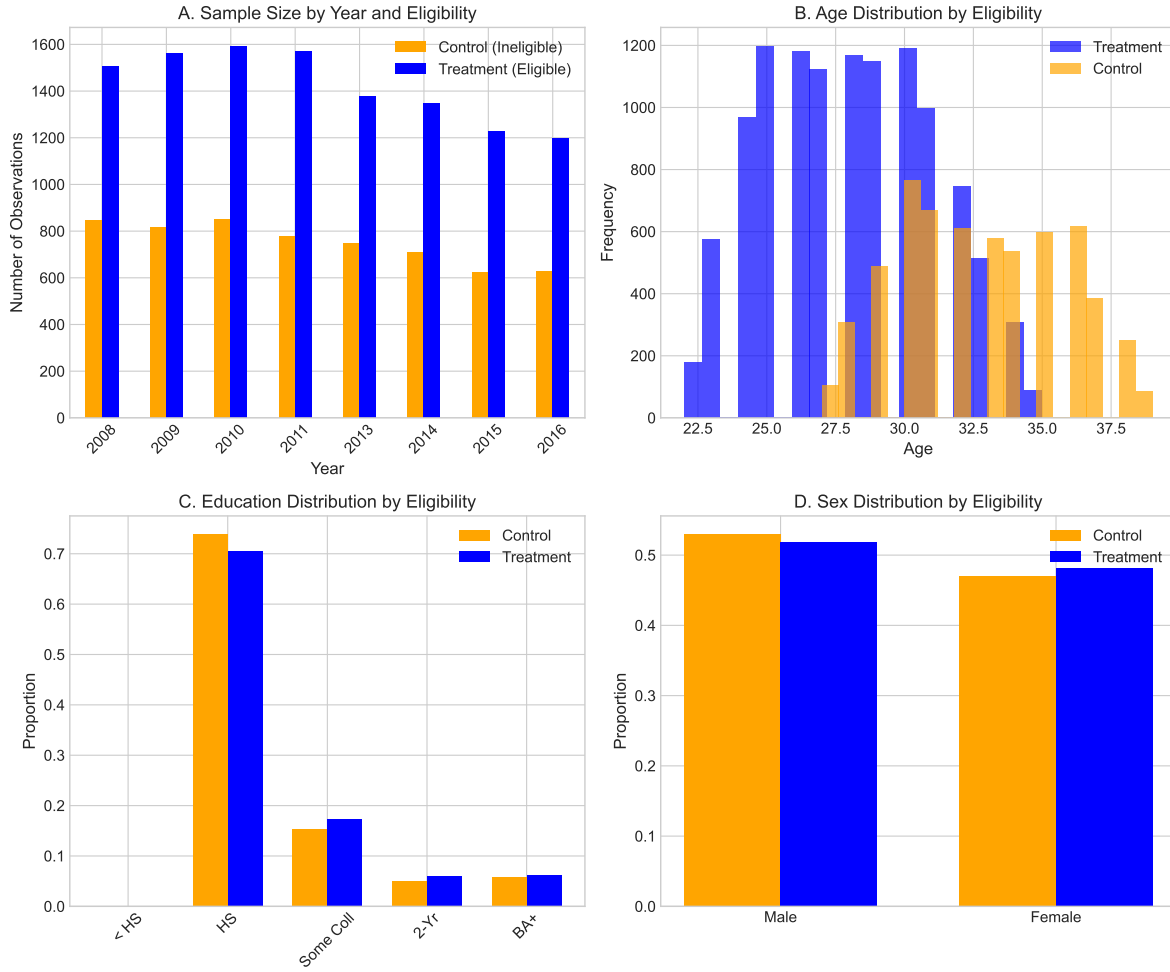 A. Sample Size by Year and Eligibility
Control (Ineligible)
Treatment (Eligible)
Number of Observations
1600
1400
1200
1000
800
600
400
200
0
2008
2009
2010
2011
2013
2014
2015
2016
Year
B. Age Distribution by Eligibility
Treatment
Control
Frequency
1200
1000
800
600
400
200
0
22.5
25.0
27.5
30.0
32.5
35.0
37.5
Age
C. Education Distribution by Eligibility
Control
Treatment
Proportion
0.7
0.6
0.5
0.4
0.3
0.2
0.1
0.0
< HS
HS
Some Coll
2-Yr
BA+
D. Sex Distribution by Eligibility
Control
Treatment
Proportion
0.5
0.4
0.3
0.2
0.1
0.0
Male
Female